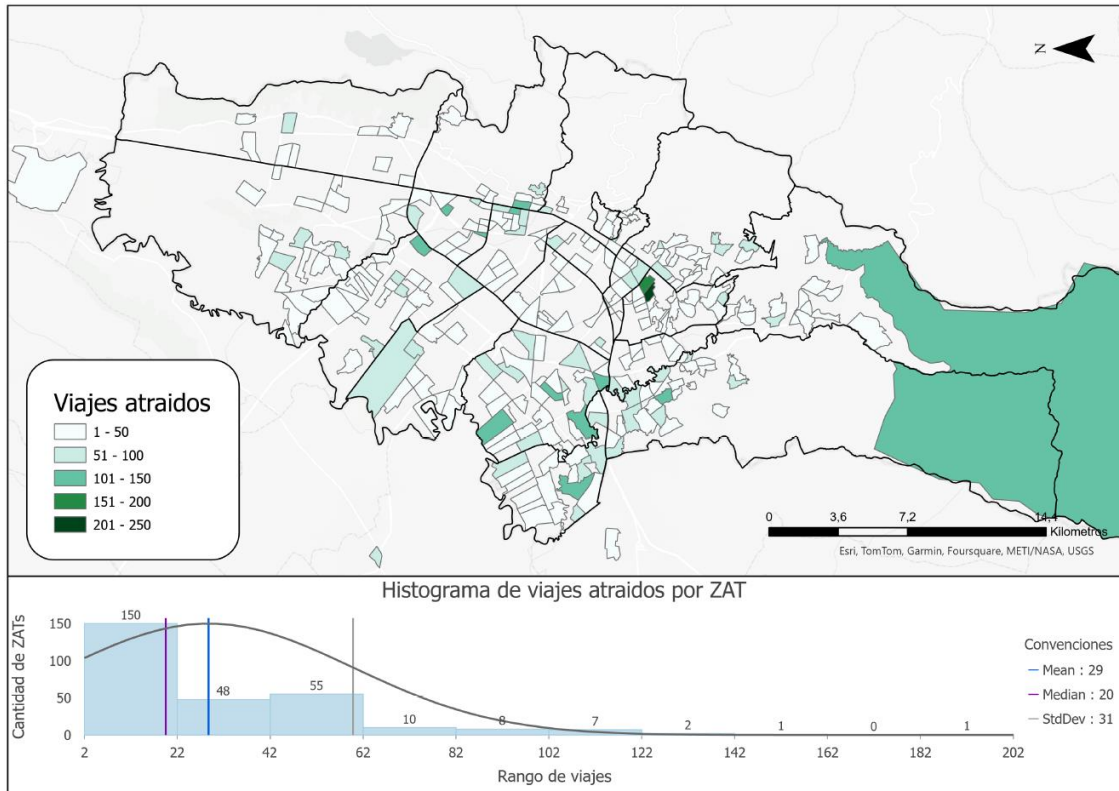 N
Viajes atraidos
1 - 50
51 - 100
101 - 150
151 - 200
201 - 250
0 3,6 7,2 14,4
Kilometros
Esri, TomTom, Garmin, Foursquare, METI/NASA, USGS
Histograma de viajes atraidos por ZAT
Cantidad de ZATs
150
100
50
0
150 48 55 10 8 7 2 1 0 1
2 22 42 62 82 102 122 142 162 182 202
Rango de viajes
Convenciones
Mean : 29
Median : 20
StdDev : 31